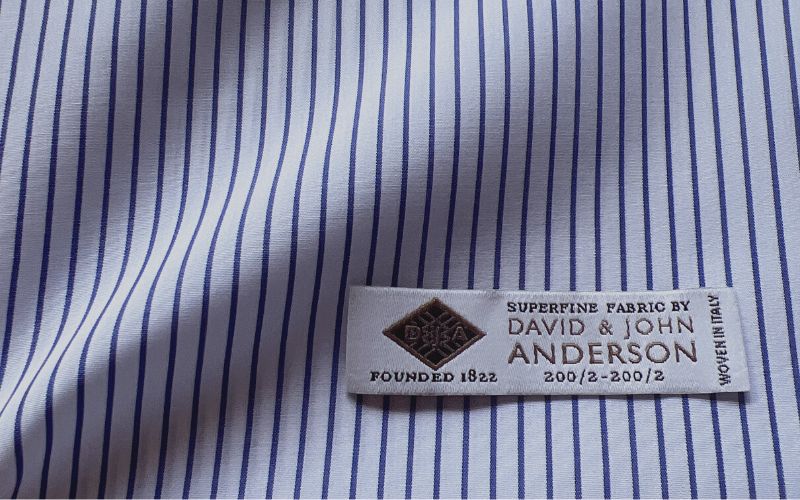 D J A
FOUNDED 1822
SUPERFINE FABRIC BY
DAVID & JOHN
ANDERSON
200/2-200/2
WOVEN IN ITALY